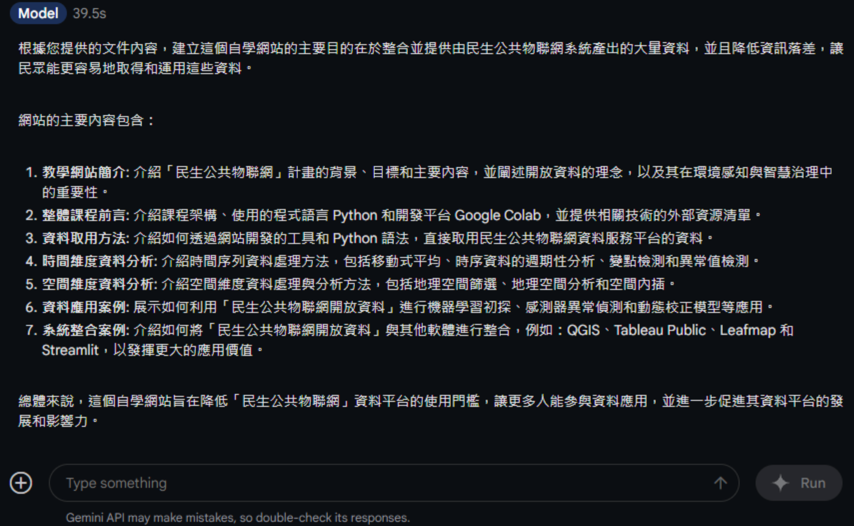 Model 39.5s
根據您提供的文件內容，建立這個自學網站的主要目的在於整合並提供由民生公共物聯網系統產出的大量資料，並且降低資訊落差，讓
民眾能更容易地取得和運用這些資料。
網站的主要內容包含：
1. 教學網站簡介: 介紹「民生公共物聯網」計畫的背景、目標和主要內容，並闡述開放資料的理念，以及其在環境感知與智慧治理中
的重要性。
2. 整體課程前言: 介紹課程架構、使用的程式語言 Python 和開發平台 Google Colab，並提供相關技術的外部資源清單。
3. 資料取用方法: 介紹如何透過網站開發的工具和 Python 語法，直接取用民生公共物聯網資料服務平台的資料。
4. 時間維度資料分析: 介紹時間序列資料處理方法，包括移動式平均、時序資料的週期性分析、變點檢測和異常值檢測。
5. 空間維度資料分析: 介紹空間維度資料處理與分析方法，包括地理空間篩選、地理空間分析和空間內插。
6. 資料應用案例: 展示如何利用「民生公共物聯網開放資料」進行機器學習初探、感測器異常偵測和動態校正模型等應用。
7. 系統整合案例: 介紹如何將「民生公共物聯網開放資料」與其他軟體進行整合，例如：QGIS、Tableau Public、Leafmap 和
Streamlit，以發揮更大的應用價值。
總體來說，這個自學網站旨在降低「民生公共物聯網」資料平台的使用門檻，讓更多人能參與資料應用，並進一步促進其資料平台的發
展和影響力。
Type something
Run
Gemini API may make mistakes, so double-check its responses.